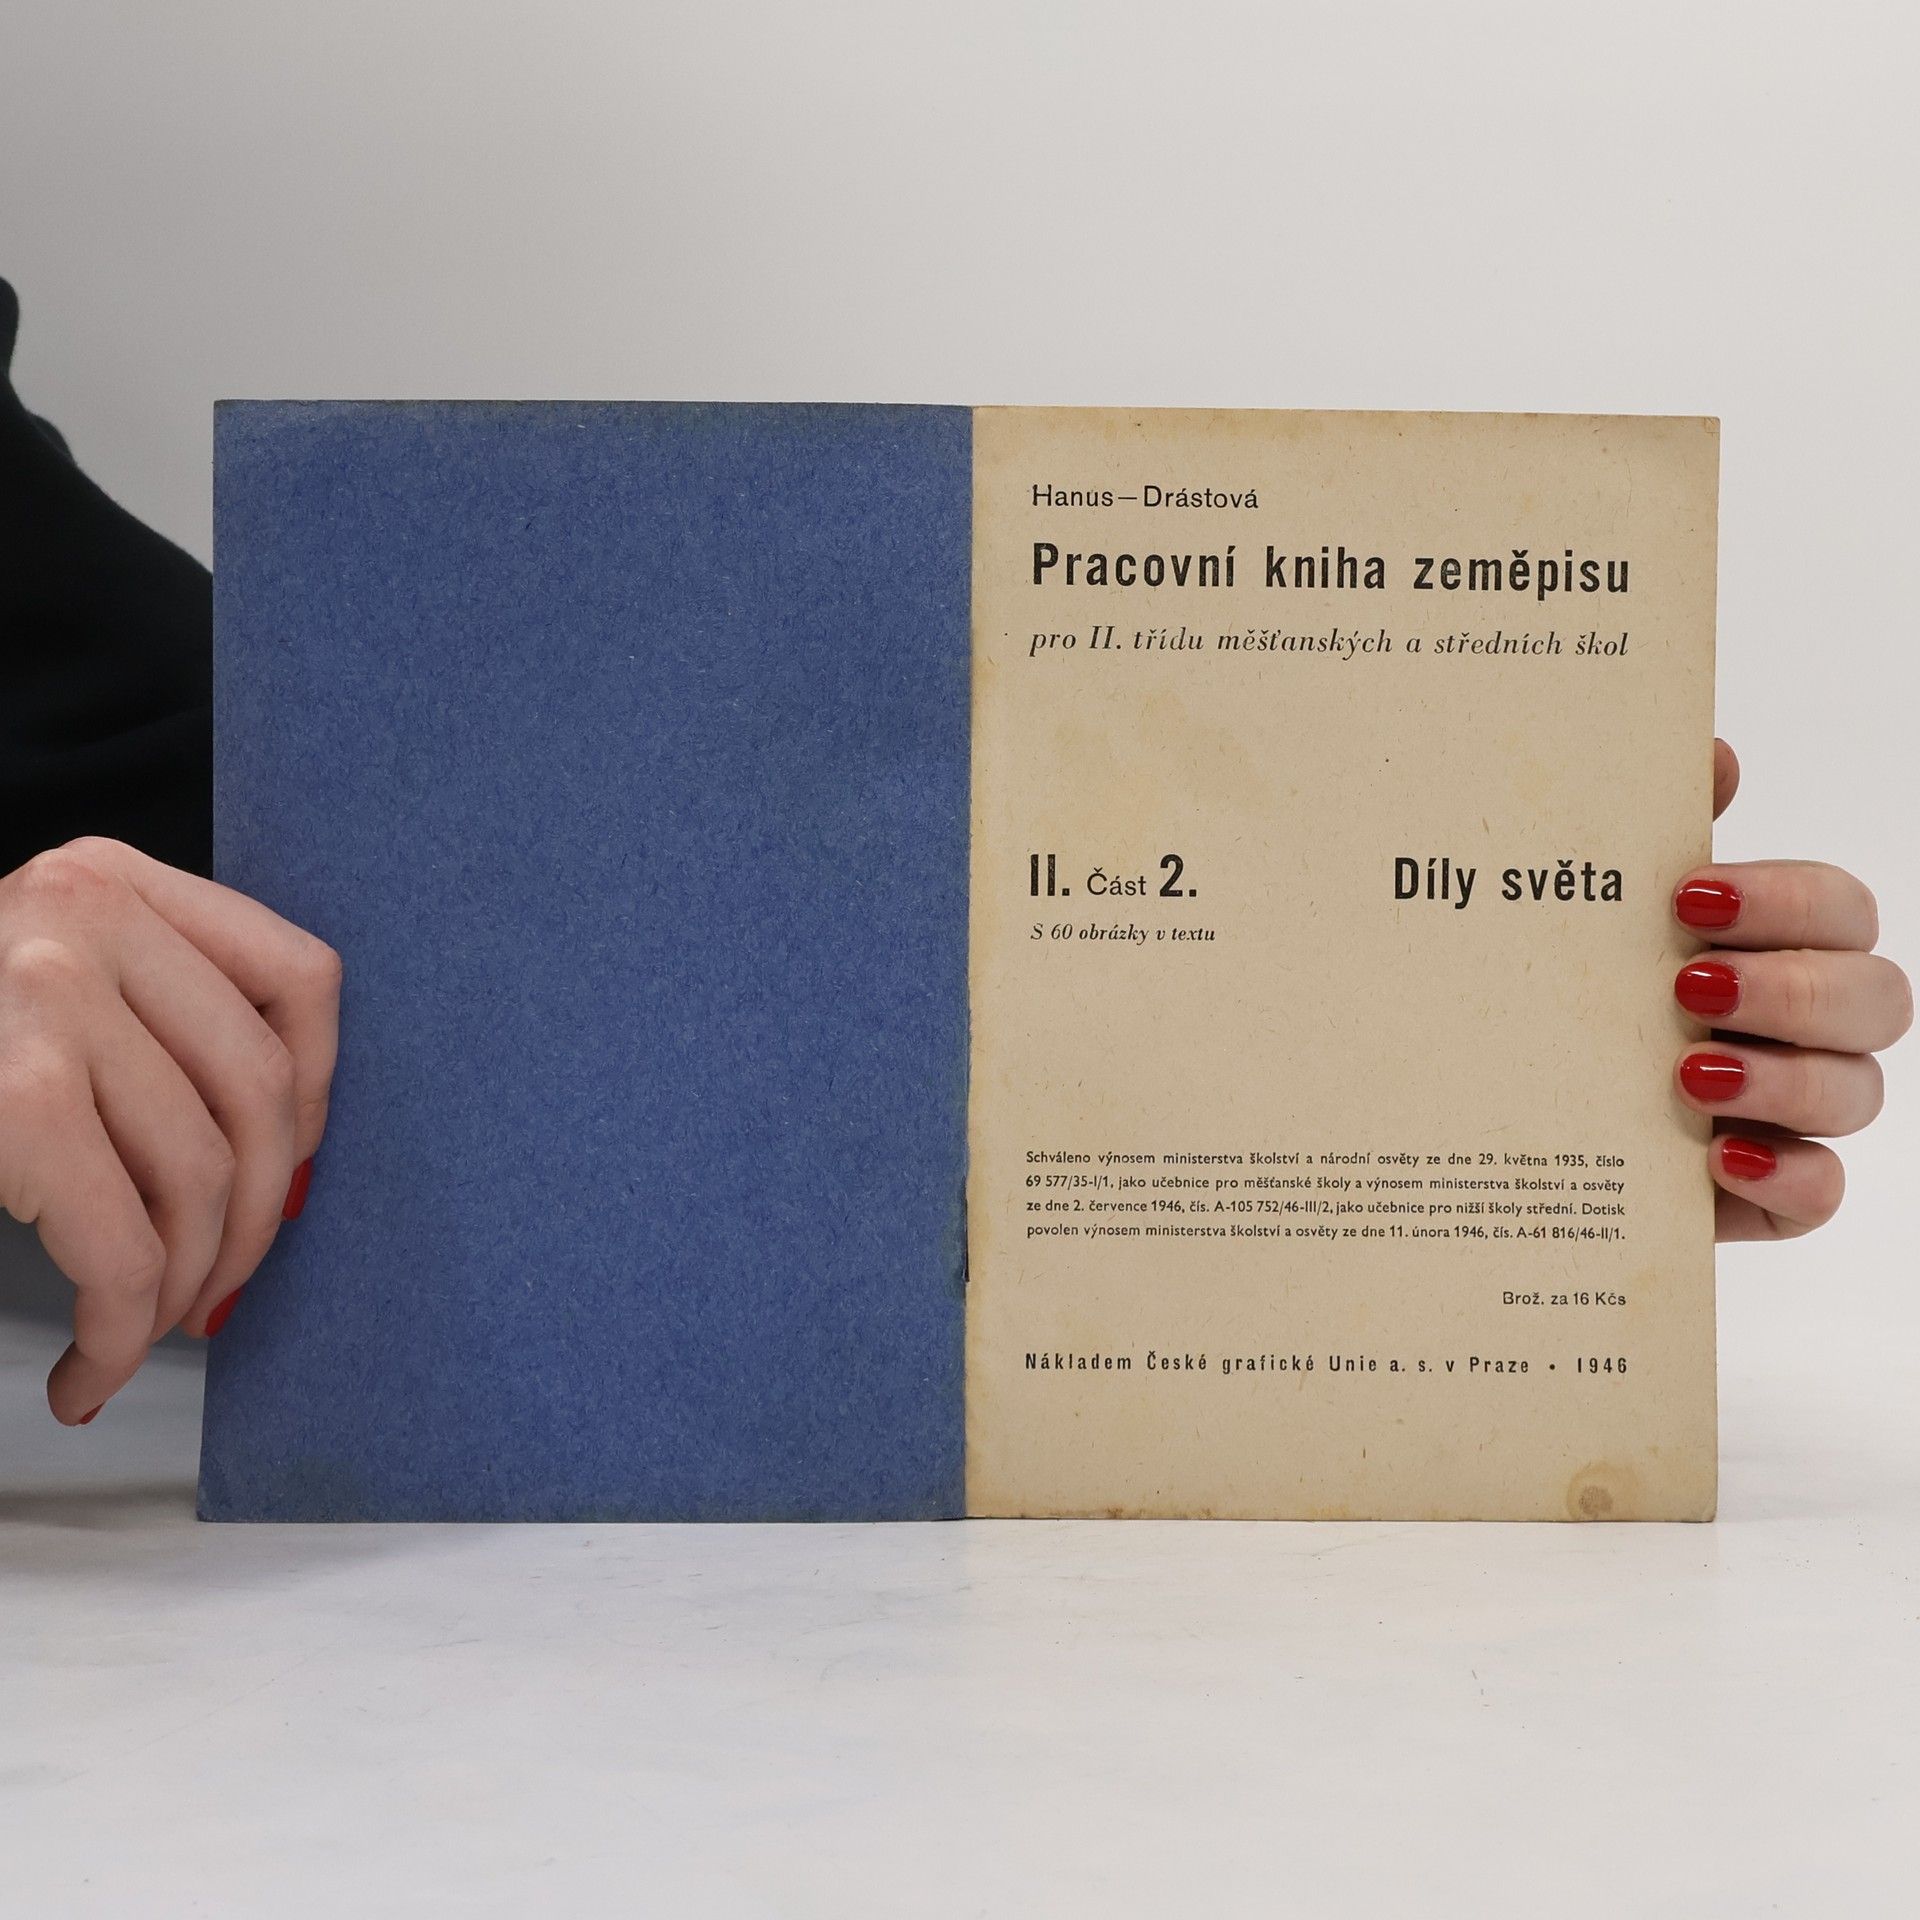 Hanus—Drástová
Pracovní kniha zeměpisu
pro II. třídu měšťanských a středních škol
II. Část 2. Díly světa
S 60 obrázky v textu
Schváleno výnosem ministerstva školství a národní osvěty ze dne 29. května 1935, číslo
69 577/35-I/1, jako učebnice pro měšťanské školy a výnosem ministerstva školství a osvěty
ze dne 2. července 1946, čís. A-105 752/46-III/2, jako učebnice pro nižší školy střední. Dotisk
povolen výnosem ministerstva školství a osvěty ze dne 11. února 1946, čís. A-61 816/46-II/1.
Brož. za 16 Kčs
Nákladem České grafické Unie a. s. v Praze • 1946